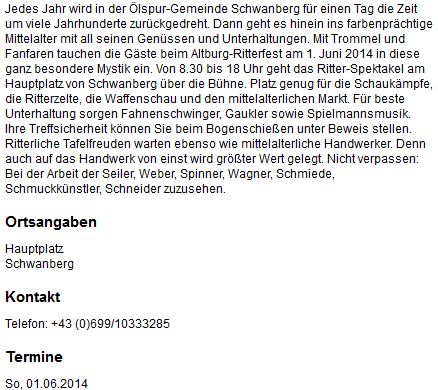 Jedes Jahr wird in der Ölspur-Gemeinde Schwanberg für einen Tag die Zeit
um viele Jahrhunderte zurückgedreht. Dann geht es hinein ins farbenprächtige
Mittelalter mit all seinen Genüssen und Unterhaltungen. Mit Trommel und
Fanfaren tauchen die Gäste beim Altburg-Ritterfest am 1. Juni 2014 in diese
ganz besondere Mystik ein. Von 8.30 bis 18 Uhr geht das Ritter-Spektakel am
Hauptplatz von Schwanberg über die Bühne. Platz genug für die Schaukämpfe,
die Ritterzelte, die Waffenschau und den mittelalterlichen Markt. Für beste
Unterhaltung sorgen Fahnenschwinger, Gaukler sowie Spielmannsmusik.
Ihre Treffsicherheit können Sie beim Bogenschießen unter Beweis stellen.
Ritterliche Tafelfreuden warten ebenso wie mittelalterliche Handwerker. Denn
auch auf das Handwerk von einst wird größter Wert gelegt. Nicht verpassen:
Bei der Arbeit der Seiler, Weber, Spinner, Wagner, Schmiede,
Schmuckkünstler, Schneider zuzusehen.
Ortsangaben
Hauptplatz
Schwanberg
Kontakt
Telefon: +43 (0)699/10333285
Termine
So, 01.06.2014